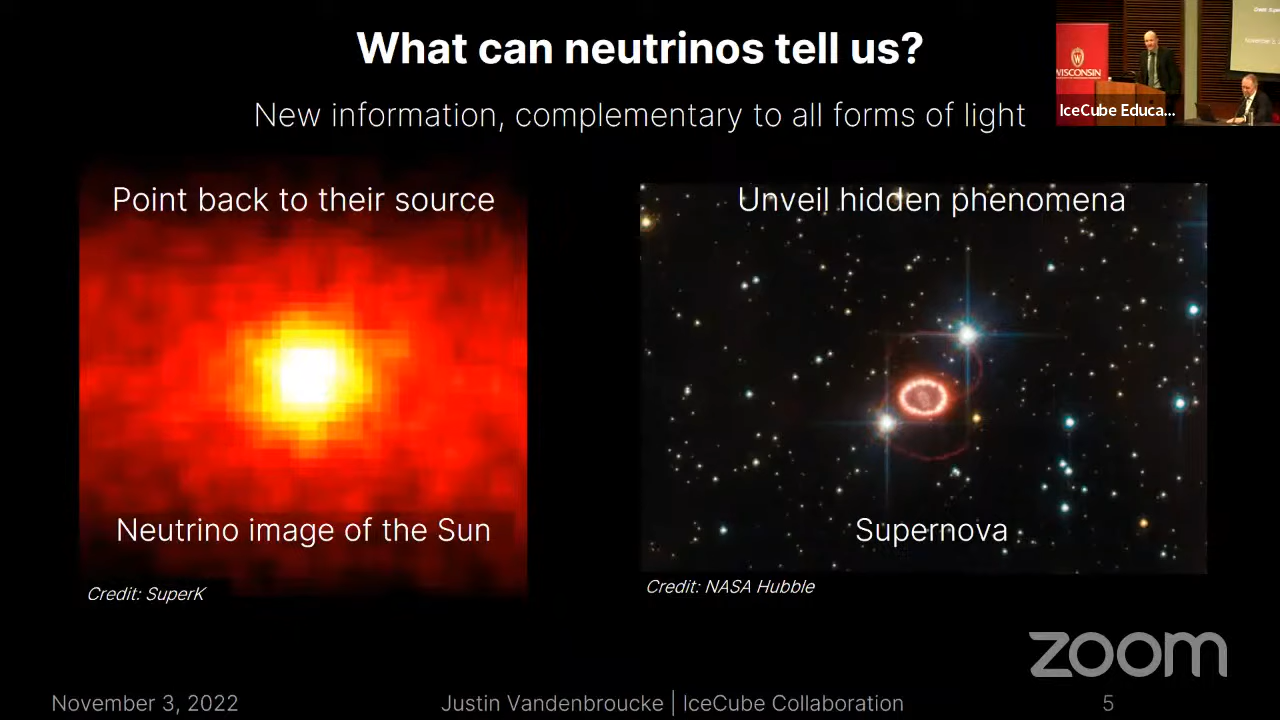 What can neutrinos tell us?
New information, complementary to all forms of light
WISCONSIN
IceCube Educa...
Point back to their source
Neutrino image of the Sun
Credit: SuperK
Unveil hidden phenomena
Supernova
Credit: NASA Hubble
zoom
November 3, 2022
Justin Vandenbroucke | IceCube Collaboration
5